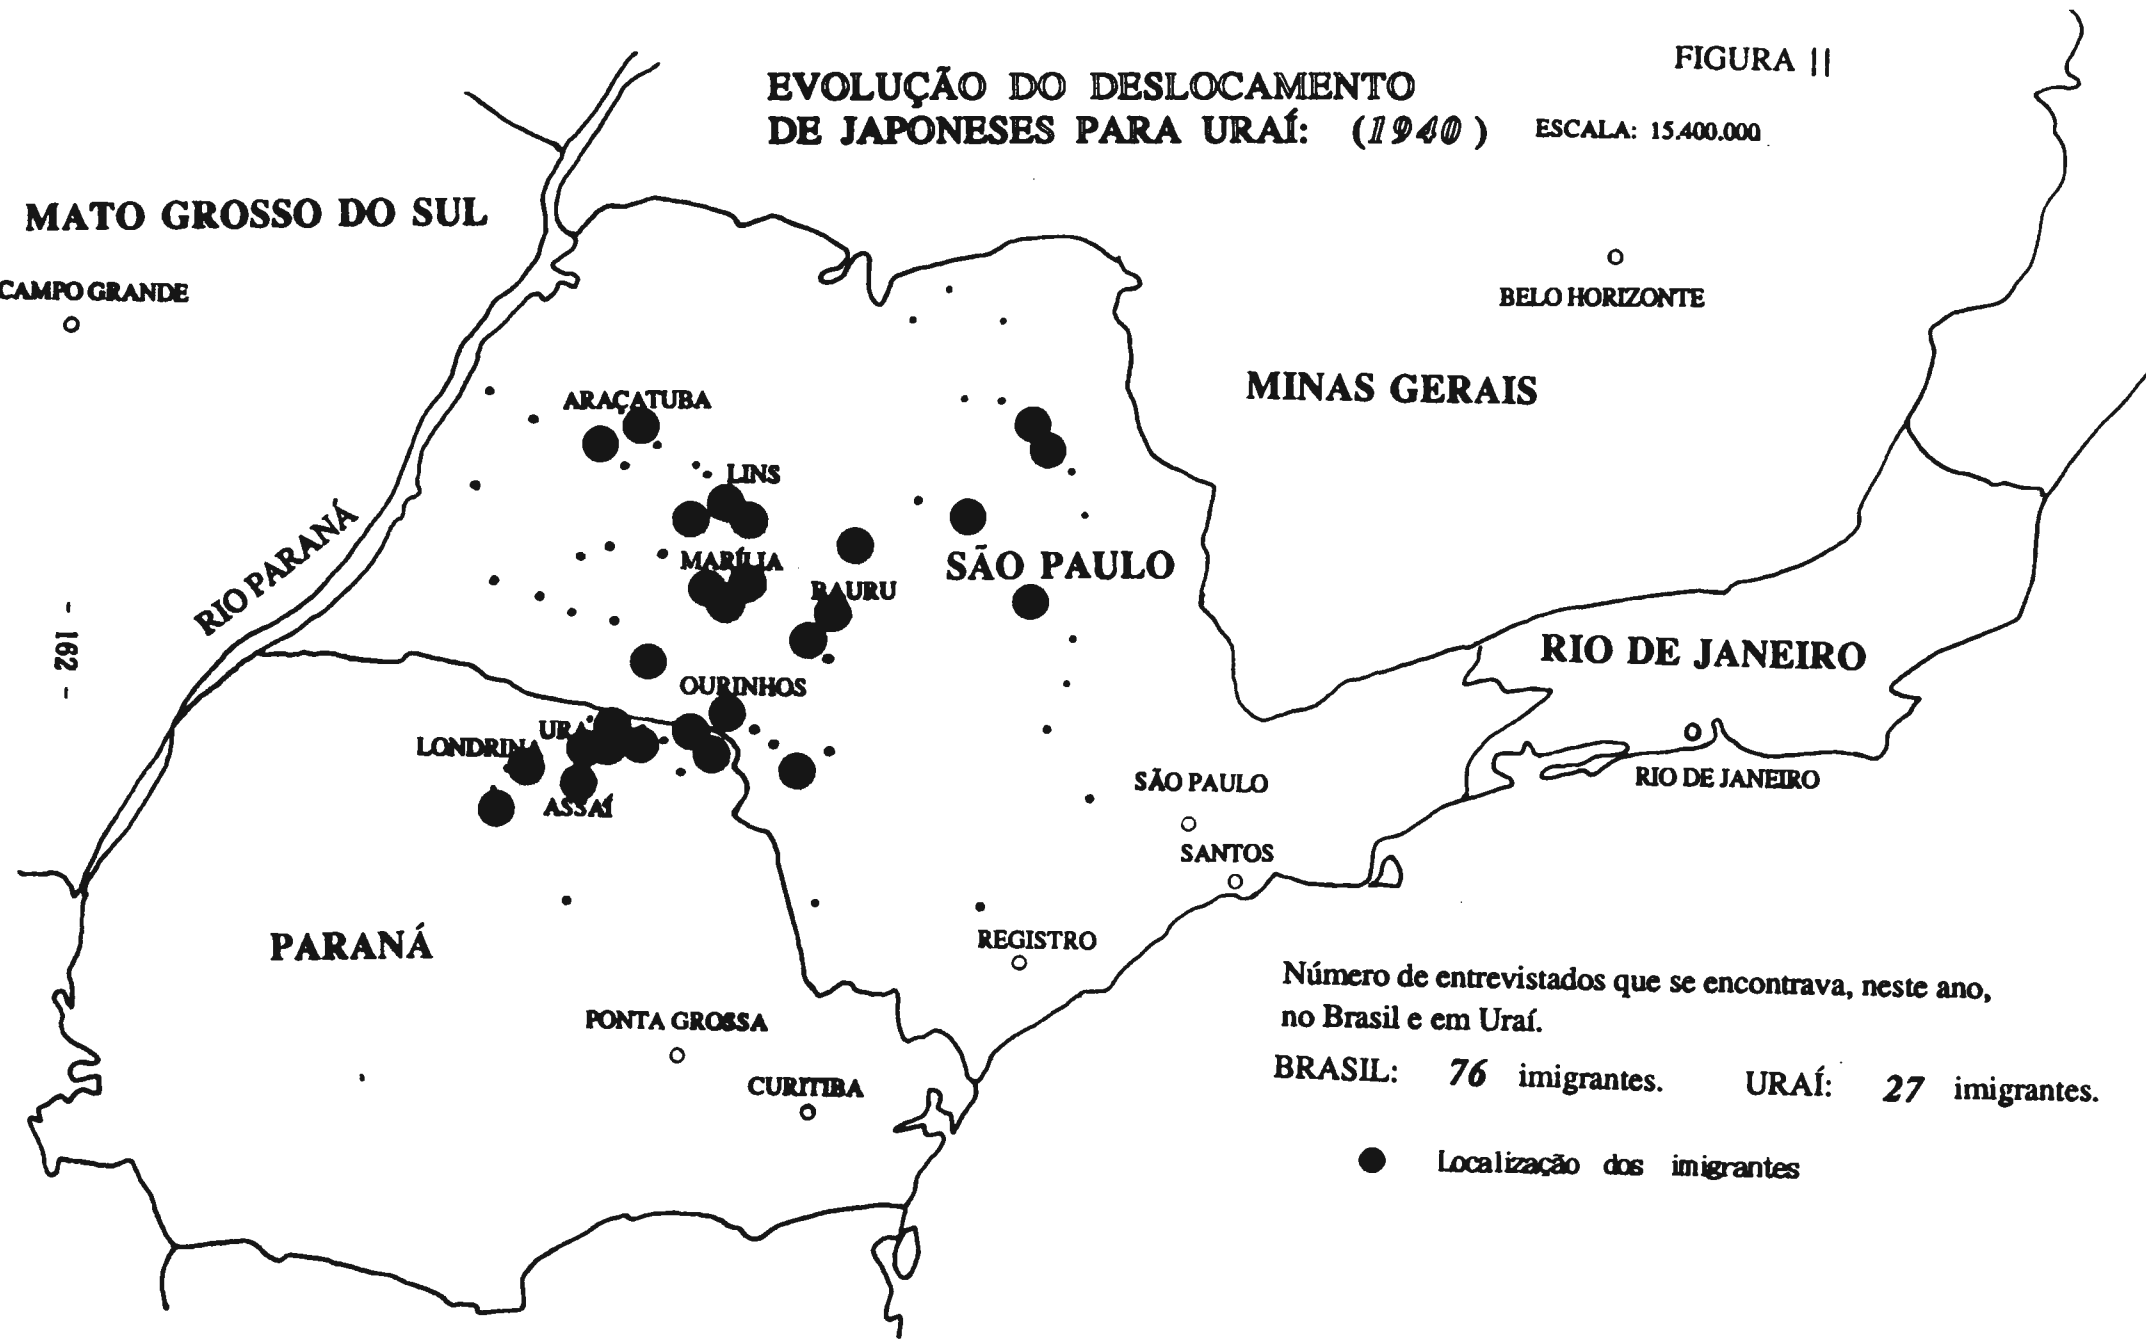 FIGURA II
EVOLUÇÃO DO DESLOCAMENTO
DE JAPONESES PARA URAÍ: (1940)
ESCALA: 15.400.000
MATO GROSSO DO SUL
CAMPO GRANDE
BELO HORIZONTE
MINAS GERAIS
ARAÇATUBA
LINS
RIO PARANÁ
MARÍLIA
SÃO PAULO
BAURU
- 162 -
RIO DE JANEIRO
OURINHOS
URA
LONDRINA
ASSAÍ
SÃO PAULO
RIO DE JANEIRO
SANTOS
PARANÁ
REGISTRO
PONTA GROSSA
CURITIBA
Número de entrevistados que se encontrava, neste ano,
no Brasil e em Uraí.
BRASIL: 76 imigrantes. URAÍ: 27 imigrantes.
Localização dos imigrantes